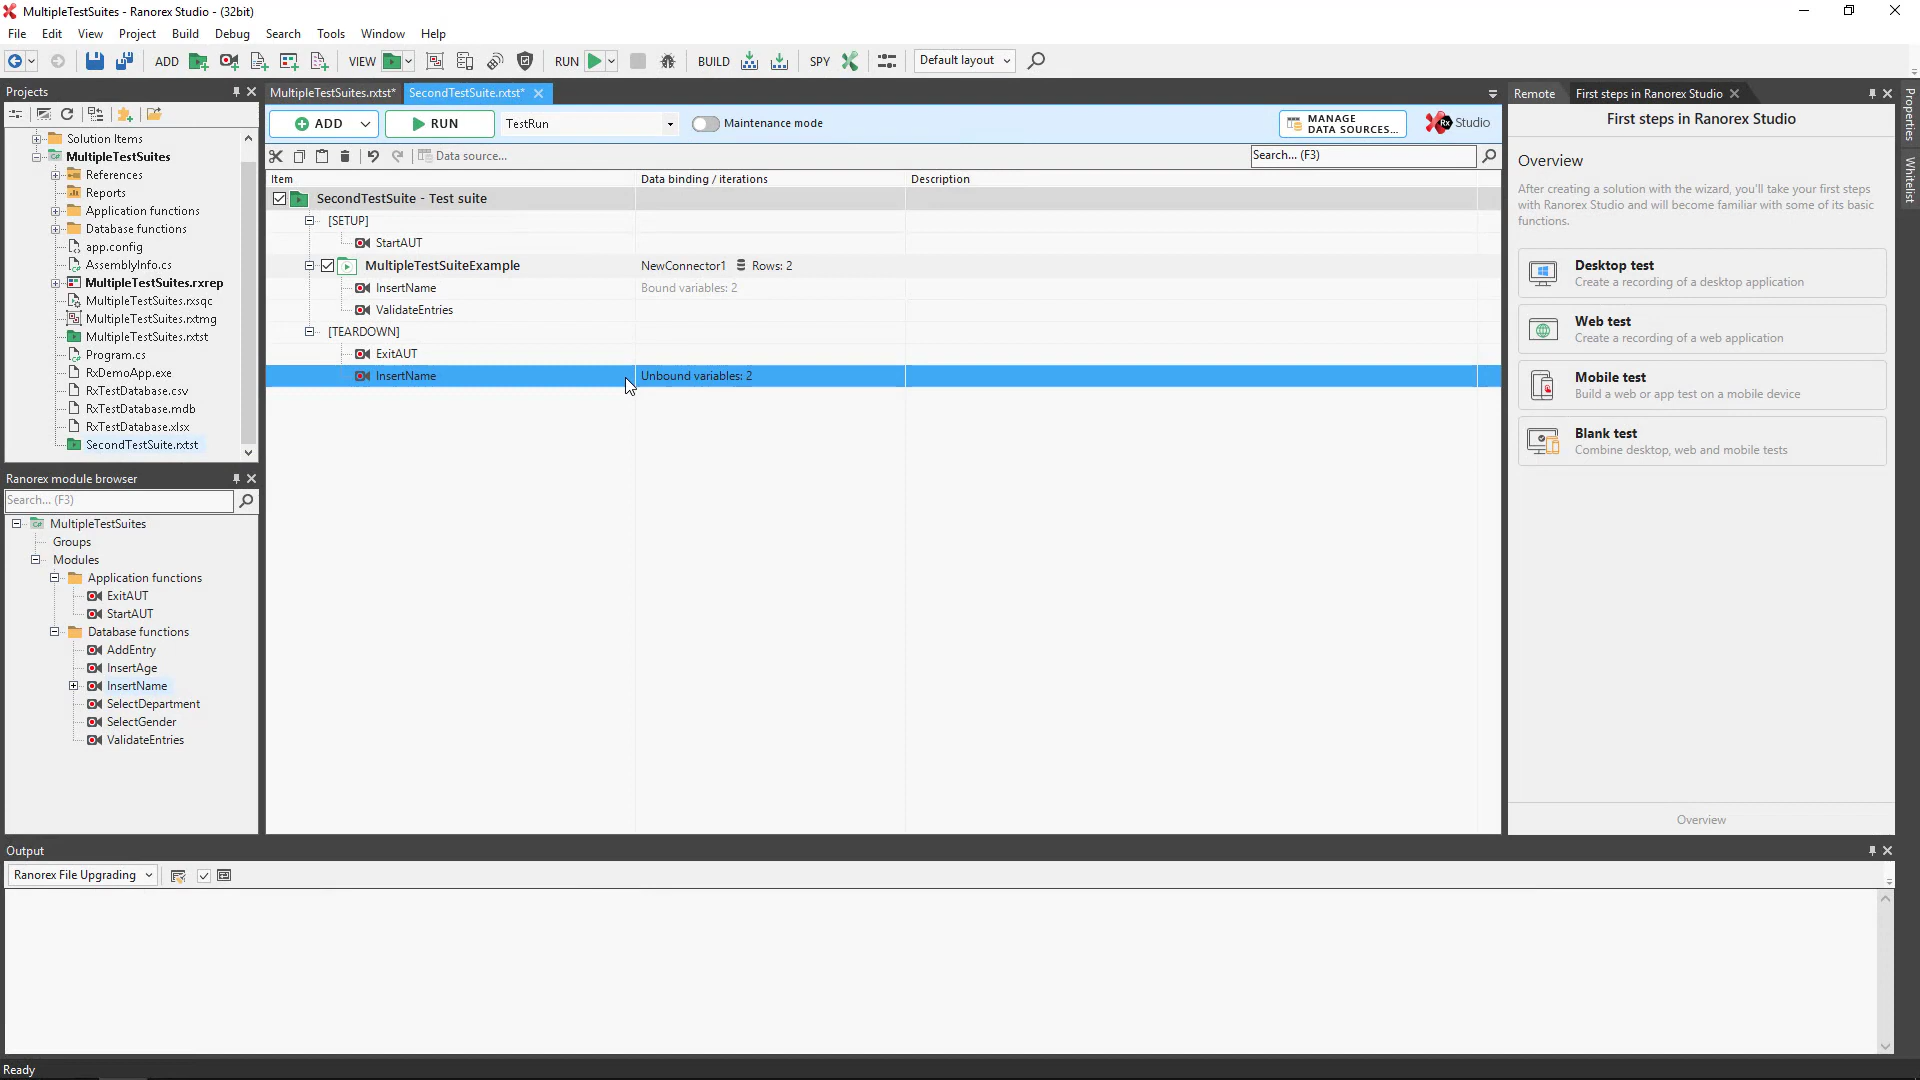 MultipleTestSuites - Ranorex Studio - (32bit)
File Edit View Project Build Debug Search Tools Window Help
ADD VIEW RUN BUILD SPY Default layout
Projects
Solution Items
MultipleTestSuites
References
Reports
Application functions
Database functions
app.config
AssemblyInfo.cs
MultipleTestSuites.rxrep
MultipleTestSuites.rxsqc
MultipleTestSuites.rxtmg
MultipleTestSuites.rxtst
Program.cs
RxDemoApp.exe
RxTestDatabase.csv
RxTestDatabase.mdb
RxTestDatabase.xlsx
SecondTestSuite.rxtst
Ranorex module browser
Search... (F3)
MultipleTestSuites
Groups
Modules
Application functions
ExitAUT
StartAUT
Database functions
AddEntry
InsertAge
InsertName
SelectDepartment
SelectGender
ValidateEntries
MultipleTestSuites.rxtst* SecondTestSuite.rxtst*
ADD RUN TestRun Maintenance mode MANAGE DATA SOURCES... Rx Studio
Data source... Search... (F3)
Item Data binding / iterations Description
SecondTestSuite - Test suite
[SETUP]
StartAUT
MultipleTestSuiteExample NewConnector1 Rows: 2
InsertName Bound variables: 2
ValidateEntries
[TEARDOWN]
ExitAUT
InsertName Unbound variables: 2
Remote First steps in Ranorex Studio
First steps in Ranorex Studio
Overview
After creating a solution with the wizard, you'll take your first steps
with Ranorex Studio and will become familiar with some of its basic
functions.
Desktop test
Create a recording of a desktop application
Web test
Create a recording of a web application
Mobile test
Build a web or app test on a mobile device
Blank test
Combine desktop, web and mobile tests
Overview
Properties
Whitelist
Output
Ranorex File Upgrading
Ready